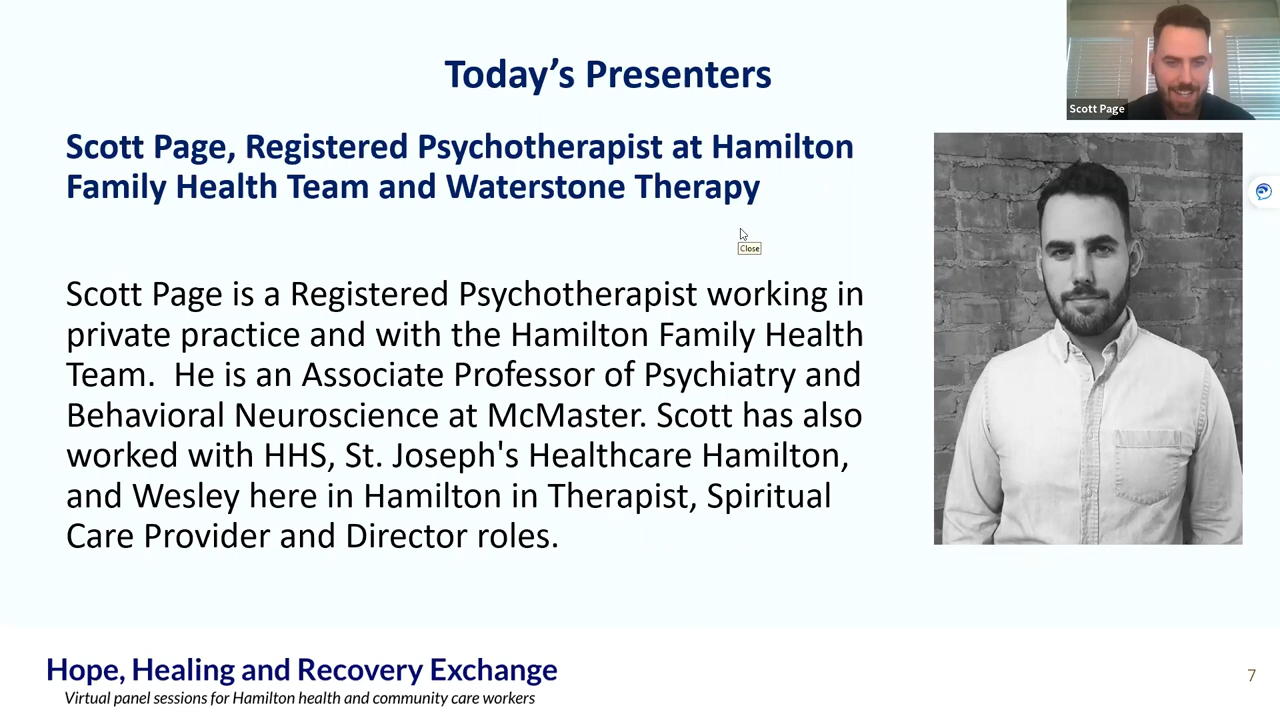 Today’s Presenters
Scott Page
Scott Page, Registered Psychotherapist at Hamilton
Family Health Team and Waterstone Therapy
Close
Scott Page is a Registered Psychotherapist working in
private practice and with the Hamilton Family Health
Team.  He is an Associate Professor of Psychiatry and
Behavioral Neuroscience at McMaster. Scott has also
worked with HHS, St. Joseph's Healthcare Hamilton,
and Wesley here in Hamilton in Therapist, Spiritual
Care Provider and Director roles.
Hope, Healing and Recovery Exchange
Virtual panel sessions for Hamilton health and community care workers
7